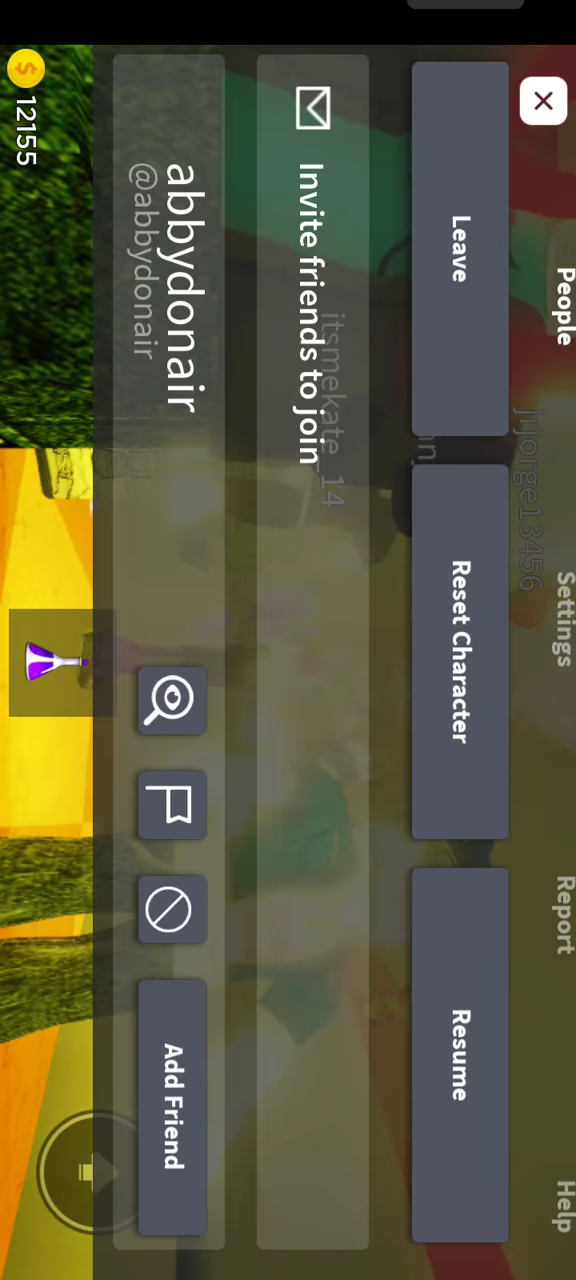 People
Settings
Report
Help
jrjorge13456
Leave
Reset Character
Resume
Invite friends to join
itsmekate_14
abbydonair
@abbydonair
Add Friend
12155